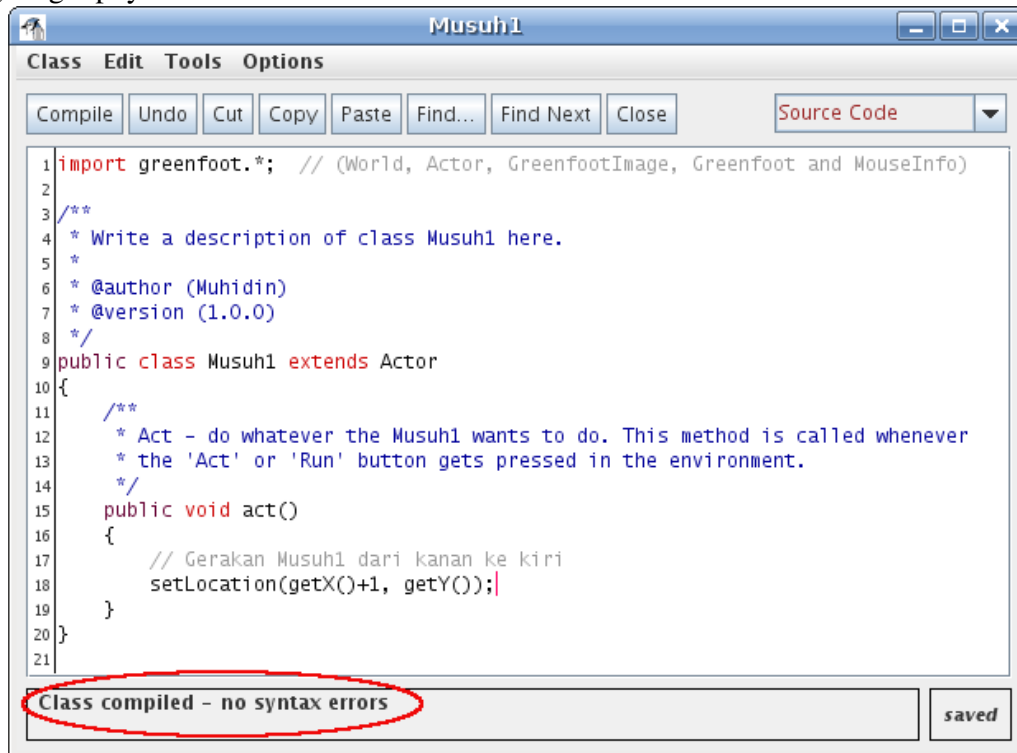 Musuh1
Class Edit Tools Options
Compile Undo Cut Copy Paste Find... Find Next Close Source Code
1 import greenfoot.*;  // (World, Actor, GreenfootImage, Greenfoot and MouseInfo)
2
3 /**
4  * Write a description of class Musuh1 here.
5  *
6  * @author (Muhidin)
7  * @version (1.0.0)
8  */
9 public class Musuh1 extends Actor
10 {
11     /**
12      * Act - do whatever the Musuh1 wants to do. This method is called whenever
13      * the 'Act' or 'Run' button gets pressed in the environment.
14      */
15     public void act()
16     {
17         // Gerakan Musuh1 dari kanan ke kiri
18         setLocation(getX()+1, getY());
19     }
20 }
21
Class compiled - no syntax errors
saved